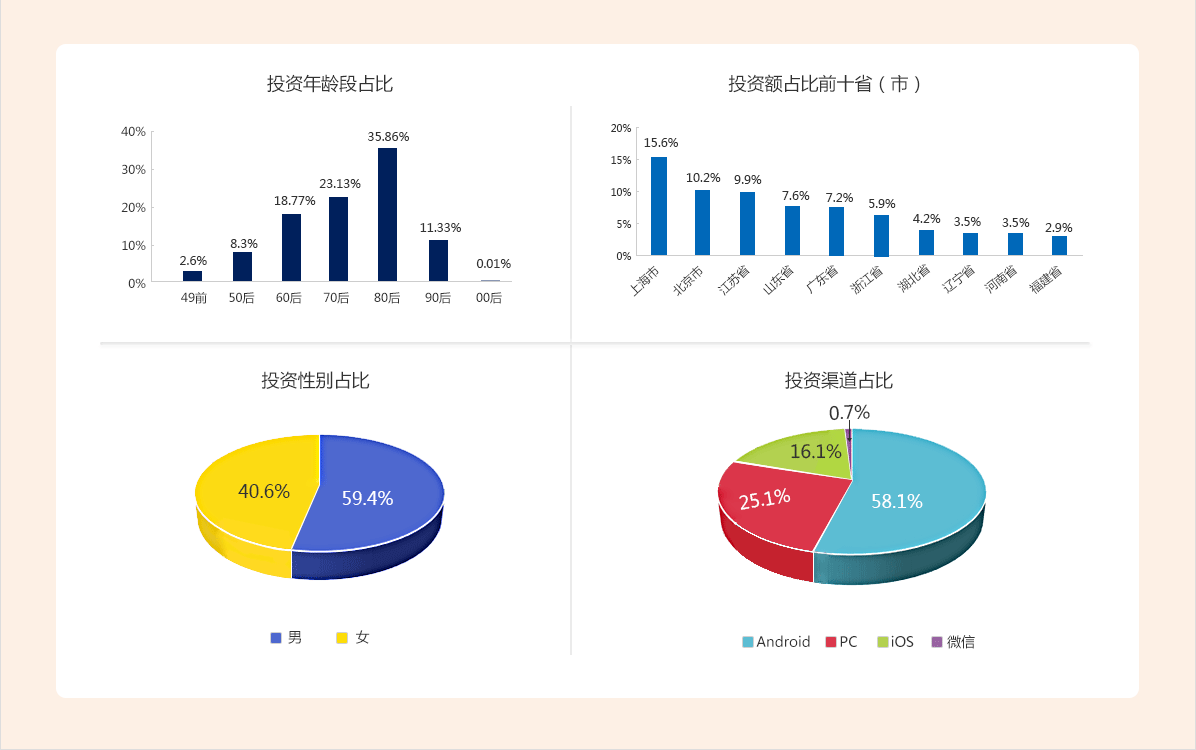 投资年龄段占比
40%
30%
20%
10%
0%
2.6%
8.3%
18.77%
23.13%
35.86%
11.33%
0.01%
49前 50后 60后 70后 80后 90后 00后
投资额占比前十省（市）
20%
15%
10%
5%
0%
15.6%
10.2%
9.9%
7.6%
7.2%
5.9%
4.2%
3.5%
3.5%
2.9%
上海市
北京市
江苏省
山东省
广东省
浙江省
湖北省
辽宁省
河南省
福建省
投资性别占比
40.6%
59.4%
男 女
投资渠道占比
0.7%
16.1%
25.1%
58.1%
Android PC iOS 微信